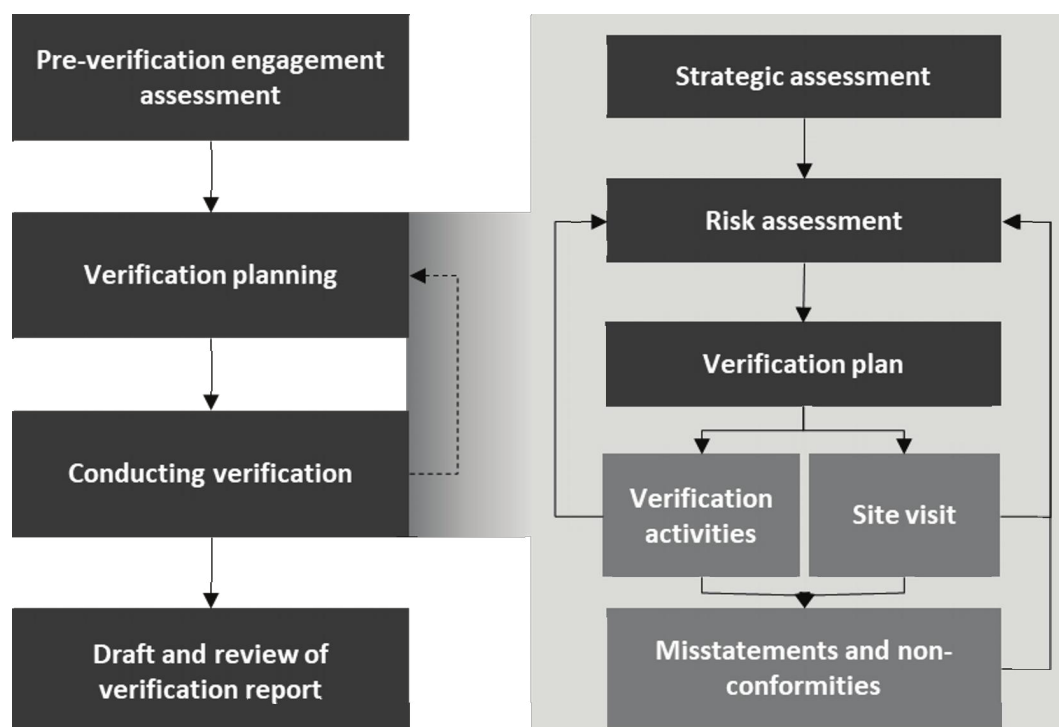 Pre-verification engagement
assessment
Verification planning
Conducting verification
Draft and review of
verification report
Strategic assessment
Risk assessment
Verification plan
Verification
activities
Site visit
Misstatements and non-
conformities